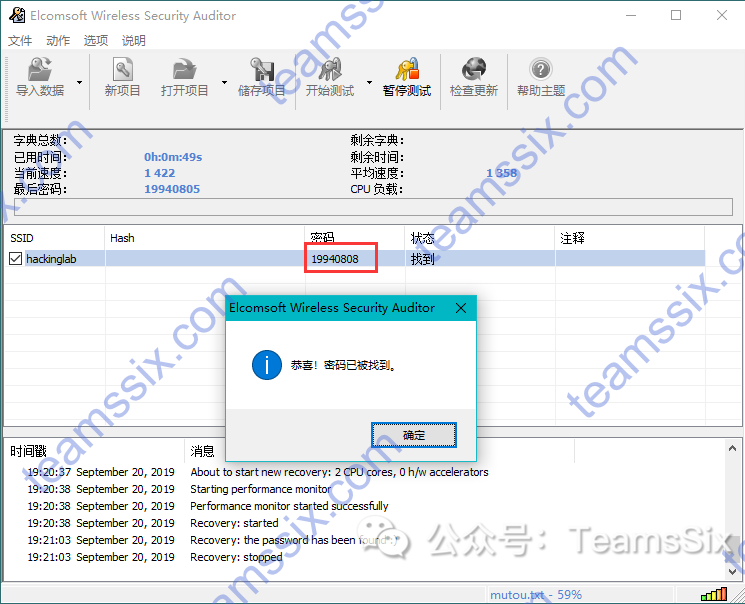 Elcomsoft Wireless Security Auditor
文件 动作 选项 说明
导入数据 新项目 打开项目 储存项目 开始测试 暂停测试 检查更新 帮助主题
字典总数: 剩余字典:
已用时间: 0h:0m:49s 剩余时间:
当前速度: 1 422 平均速度: 1 358
最后密码: 19940805 CPU 负载:
SSID Hash 密码 状态 注释
hackinglab 19940808 找到
Elcomsoft Wireless Security Auditor
恭喜！密码已被找到。
确定
时间戳 消息
19:20:37 September 20, 2019 About to start new recovery: 2 CPU cores, 0 h/w accelerators
19:20:38 September 20, 2019 Starting performance monitor
19:20:38 September 20, 2019 Performance monitor started successfully
19:20:38 September 20, 2019 Recovery: started
19:21:03 September 20, 2019 Recovery: the password has been found :)
19:21:03 September 20, 2019 Recovery: stopped
mutou.txt - 59%
公众号：TeamsSix
teamssix.com
teamssix.com
teamssix.com
teamssix.com